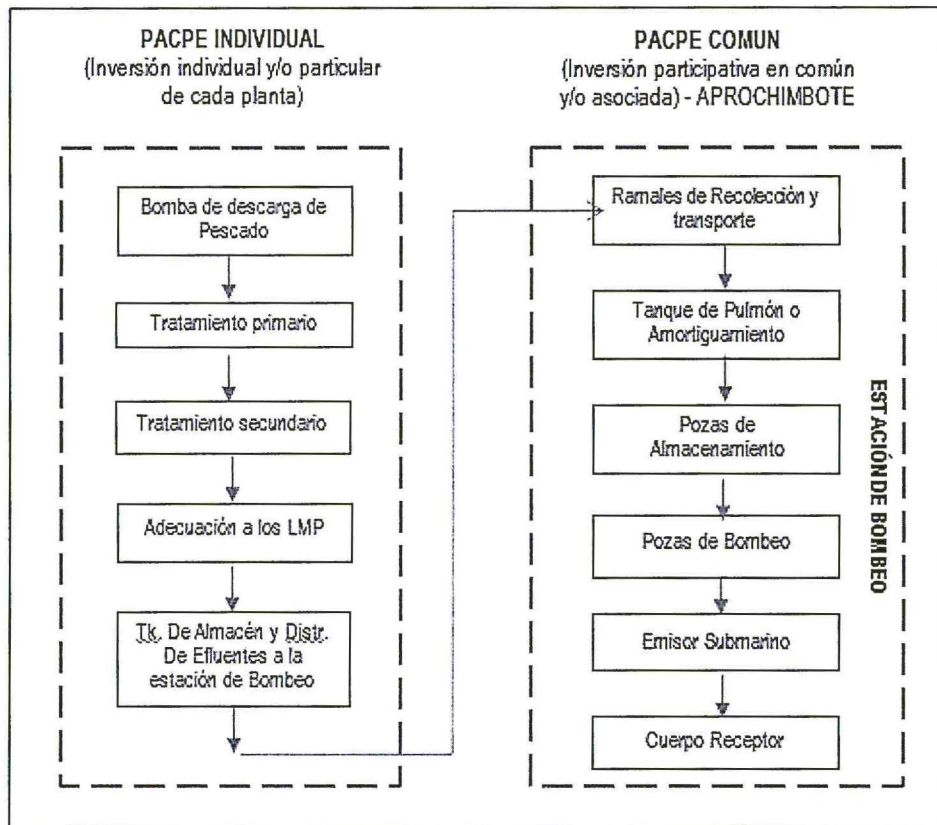 PACPE INDIVIDUAL
(Inversión individual y/o particular
de cada planta)
Bomba de descarga de
Pescado
Tratamiento primario
Tratamiento secundario
Adecuación a los LMP
Tk. De Almacén y Distr.
De Efluentes a la
estación de Bombeo
PACPE COMUN
(Inversión participativa en común
y/o asociada) - APROCHIMBOTE
Ramales de Recolección y
transporte
Tanque de Pulmón o
Amortiguamiento
Pozas de
Almacenamiento
Pozas de Bombeo
Emisor Submarino
Cuerpo Receptor
ESTACIÓN DE BOMBEO